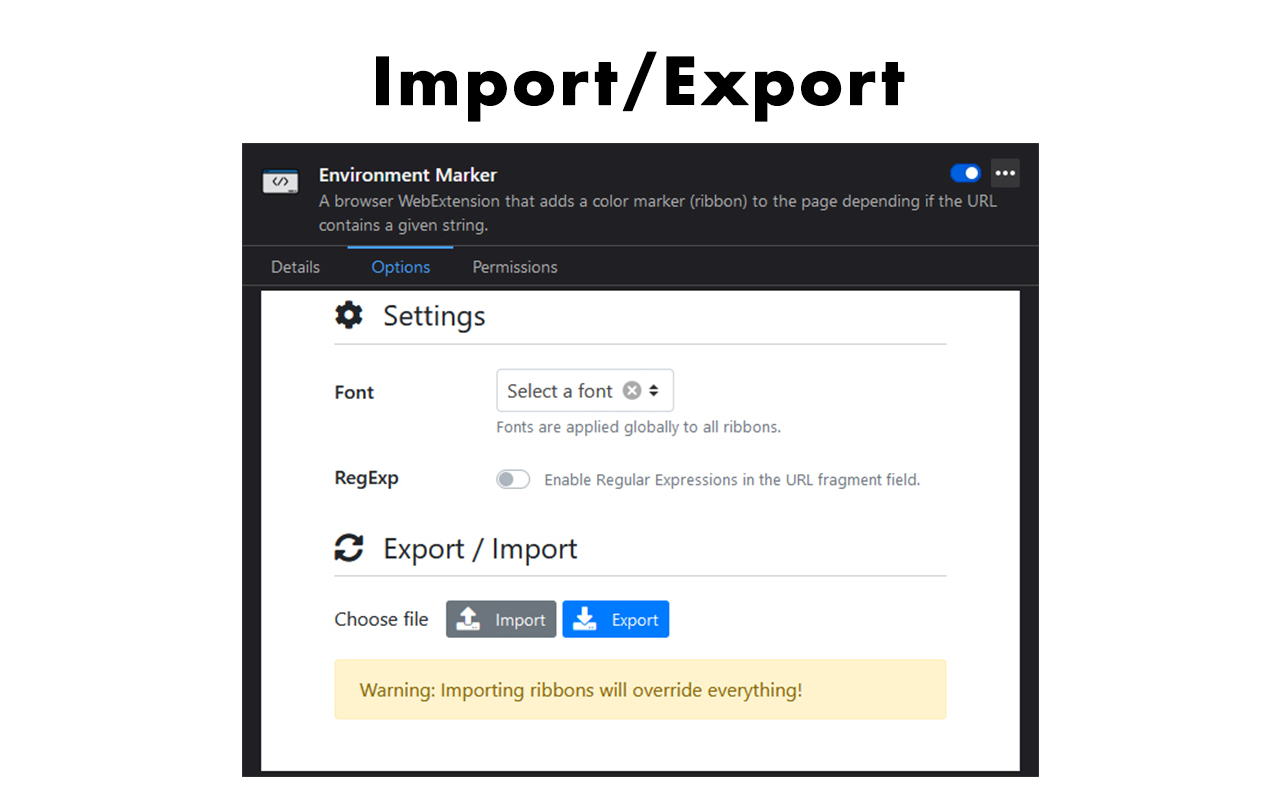 Import/Export
Environment Marker
A browser WebExtension that adds a color marker (ribbon) to the page depending if the URL
contains a given string.
Details Options Permissions
Settings
Font Select a font
Fonts are applied globally to all ribbons.
RegExp Enable Regular Expressions in the URL fragment field.
Export / Import
Choose file Import Export
Warning: Importing ribbons will override everything!